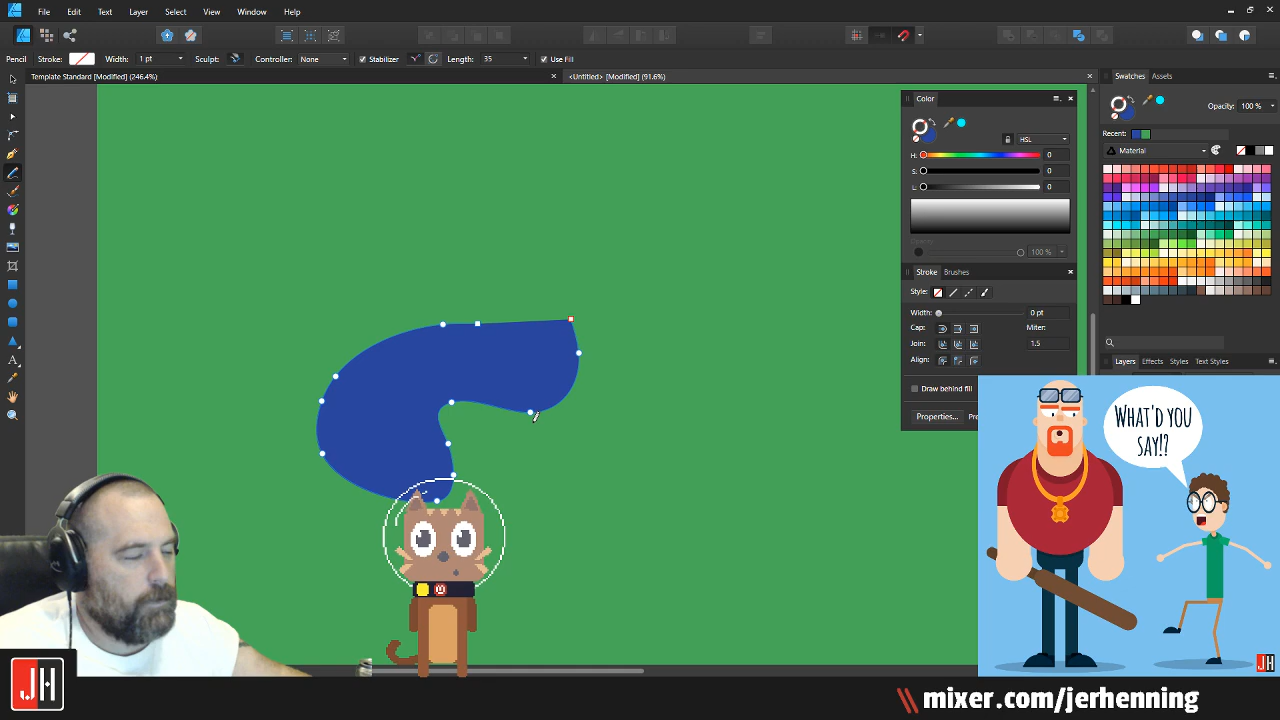 File Edit Text Layer Select View Window Help
Pencil Stroke: Width: 1 pt Sculpt: Controller: None Stabilizer Length: 35 Use Fill
Template Standard [Modified] (246.4%)
<Untitled> [Modified] (91.6%)
Swatches Assets
Color
Opacity: 100 %
HSL
Recent:
H: 0
Material
S: 0
L: 0
Opacity
100 %
Stroke Brushes
Style:
Width: 0 pt
Cap: Miter:
Join: 1.5
Align:
Layers Effects Styles Text Styles
Draw behind fill
Properties...
WHAT'D YOU
SAY!?
JH
JH
\\ mixer.com/jerhenning